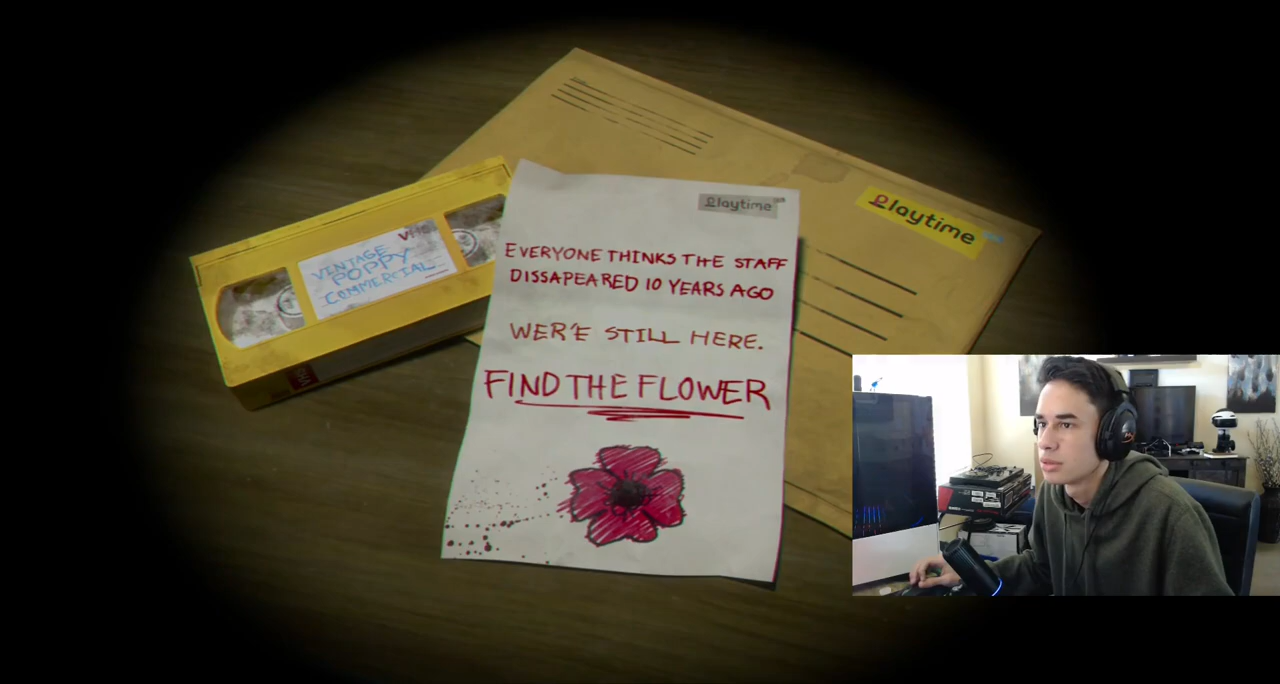 VINTAGE
POPPY
COMMERCIAL
VHS
Playtime
EVERYONE THINKS THE STAFF
DISSAPEARED 10 YEARS AGO
WER'E STILL HERE.
FIND THE FLOWER
Playtime